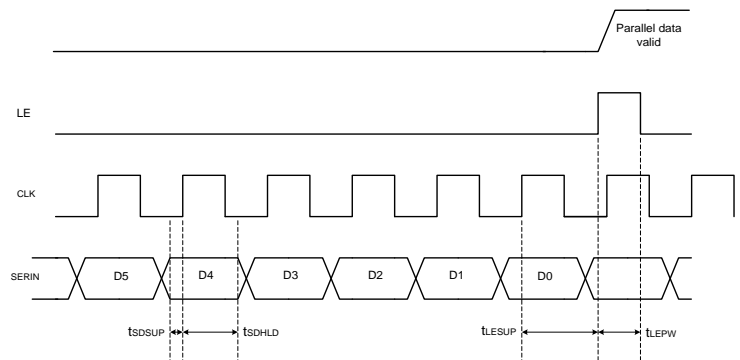 Parallel data
valid
LE
CLK
SERIN
D5
D4
D3
D2
D1
D0
tSDSUP
tSDHLD
tLESUP
tLEPW